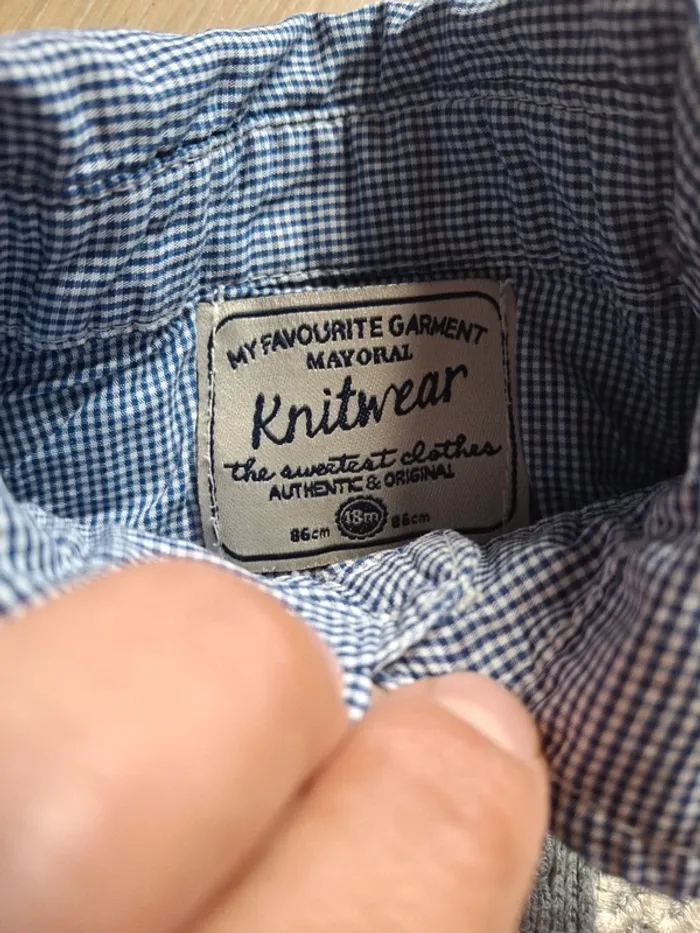 MY FAVOURITE GARMENT
MAYORAL
Knitwear
the sweetest clothes
AUTHENTIC & ORIGINAL
86cm 18m 86cm